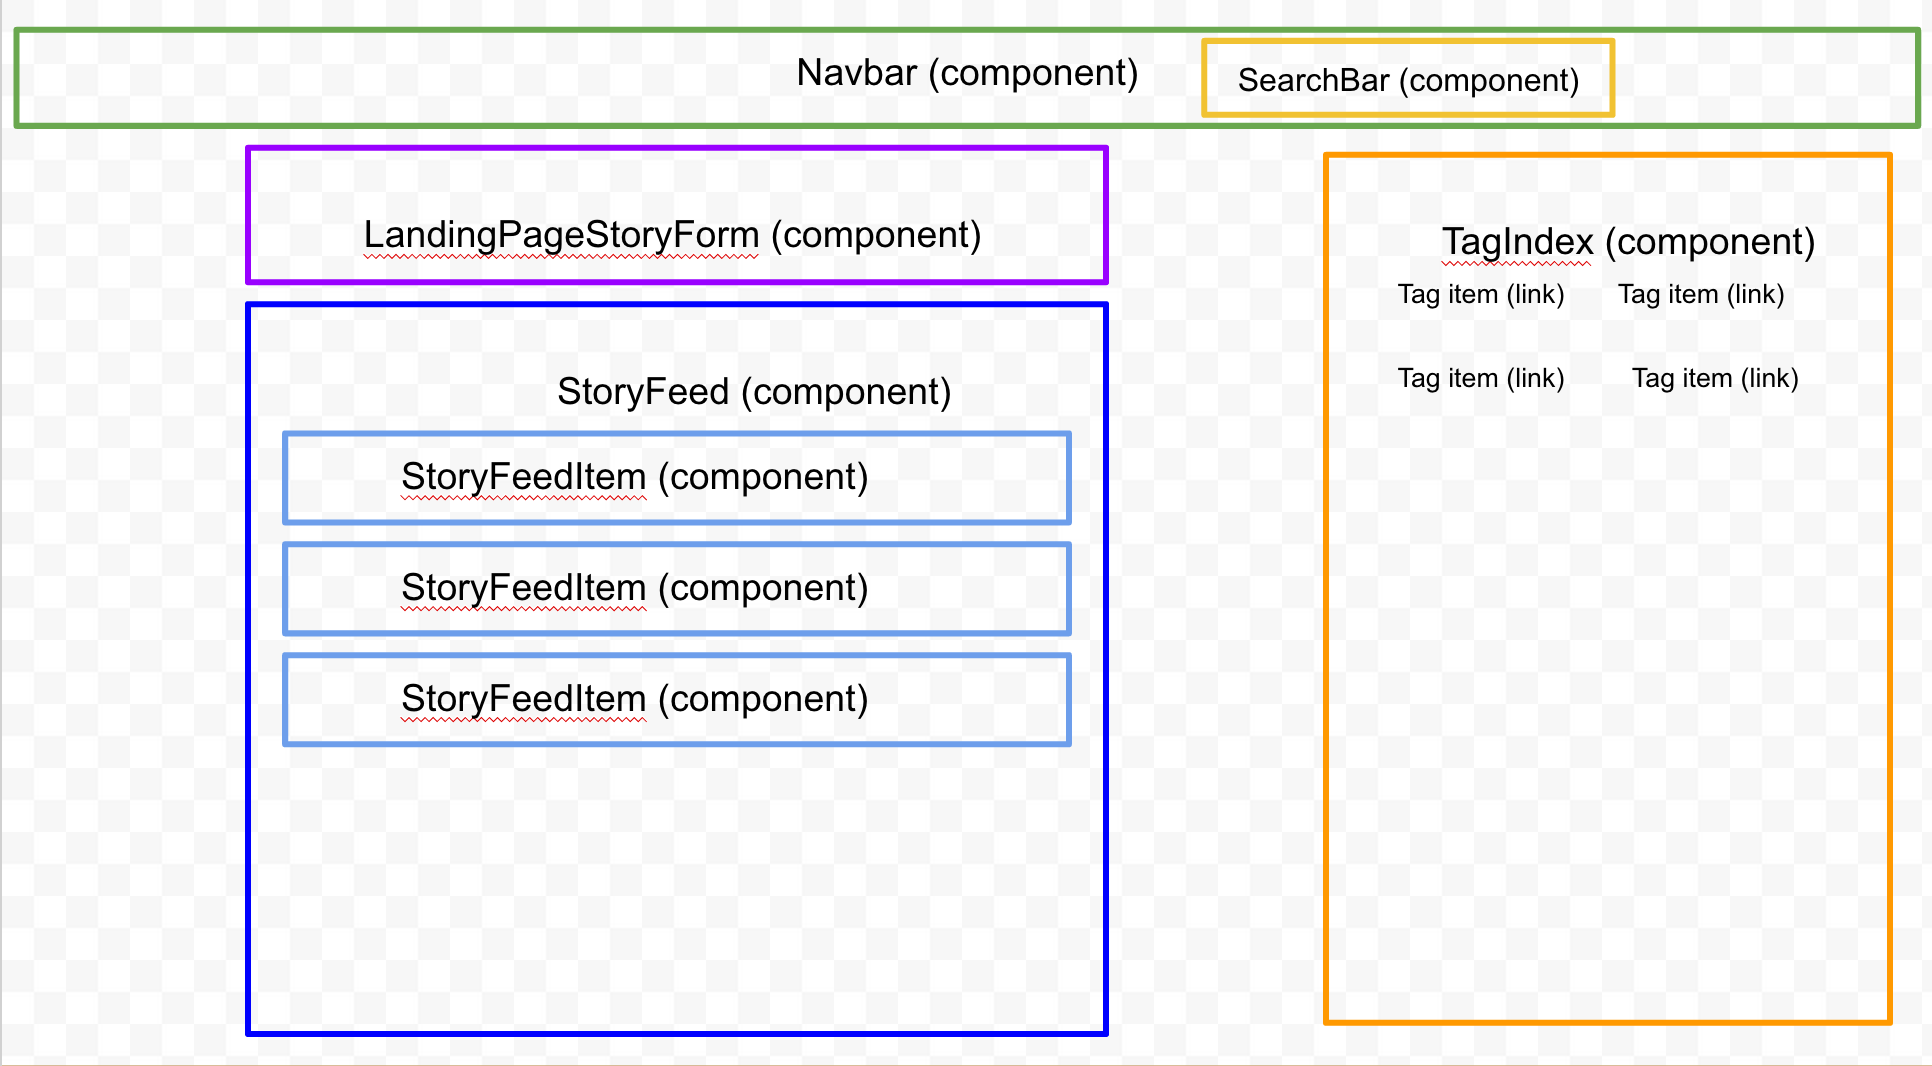 Navbar (component)
SearchBar (component)
LandingPageStoryForm (component)
StoryFeed (component)
StoryFeedItem (component)
StoryFeedItem (component)
StoryFeedItem (component)
TagIndex (component)
Tag item (link) Tag item (link)
Tag item (link) Tag item (link)